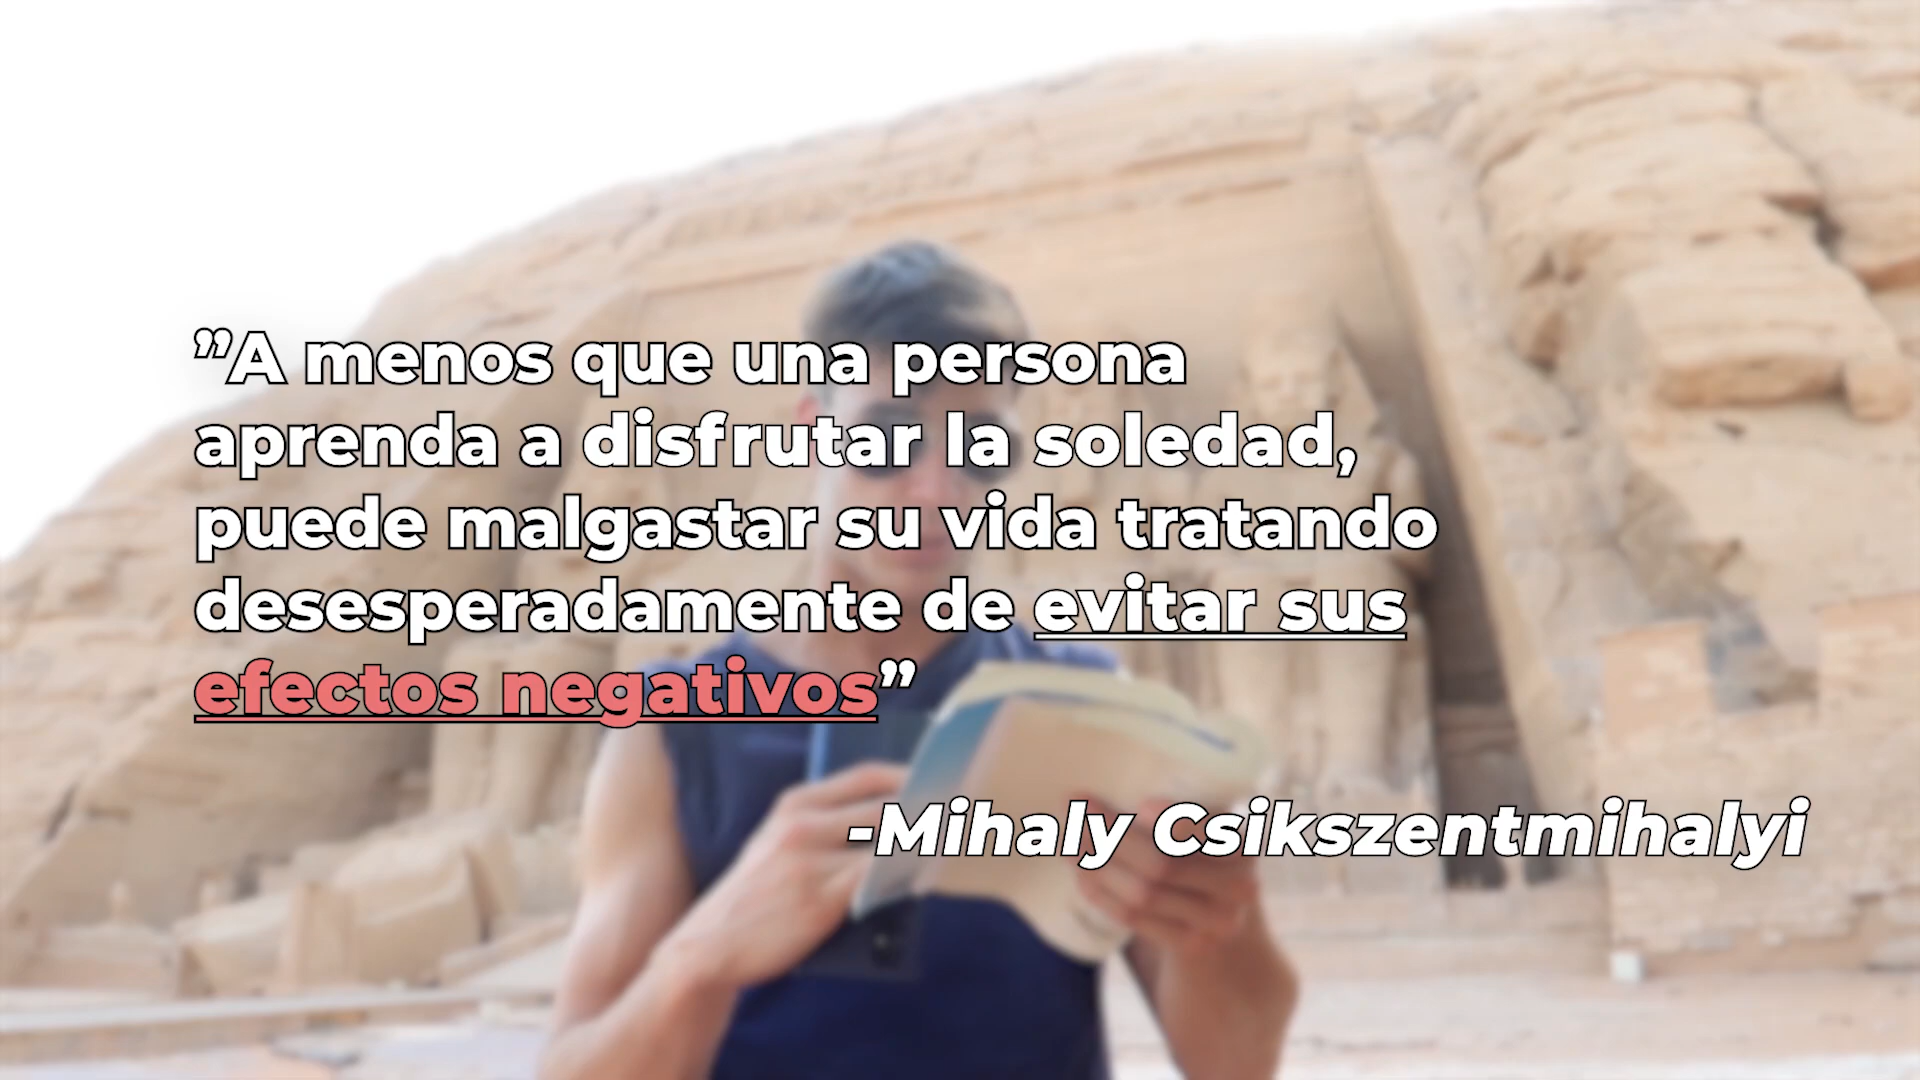 ”A menos que una persona
aprenda a disfrutar la soledad,
puede malgastar su vida tratando
desesperadamente de evitar sus
efectos negativos”
-Mihaly Csikszentmihalyi